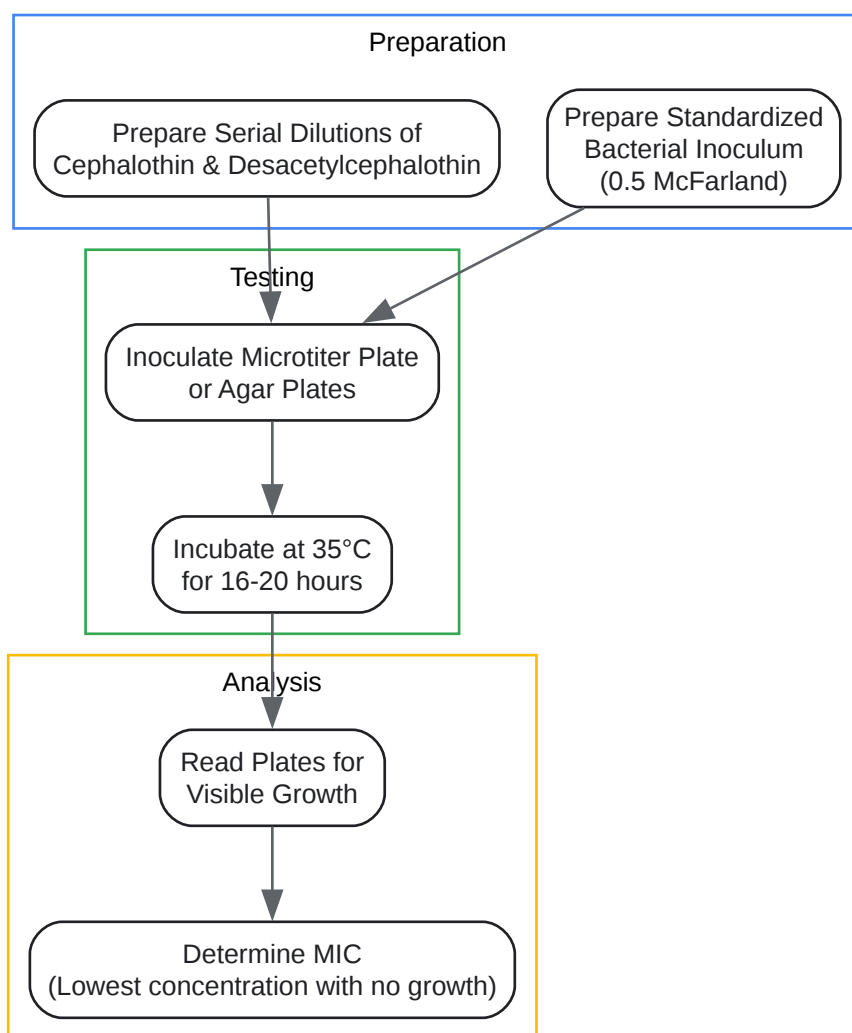 Preparation
Prepare Serial Dilutions of
Cephalothin & Desacetylcephalothin
Prepare Standardized
Bacterial Inoculum
(0.5 McFarland)
Testing
Inoculate Microtiter Plate
or Agar Plates
Incubate at 35°C
for 16-20 hours
Analysis
Read Plates for
Visible Growth
Determine MIC
(Lowest concentration with no growth)